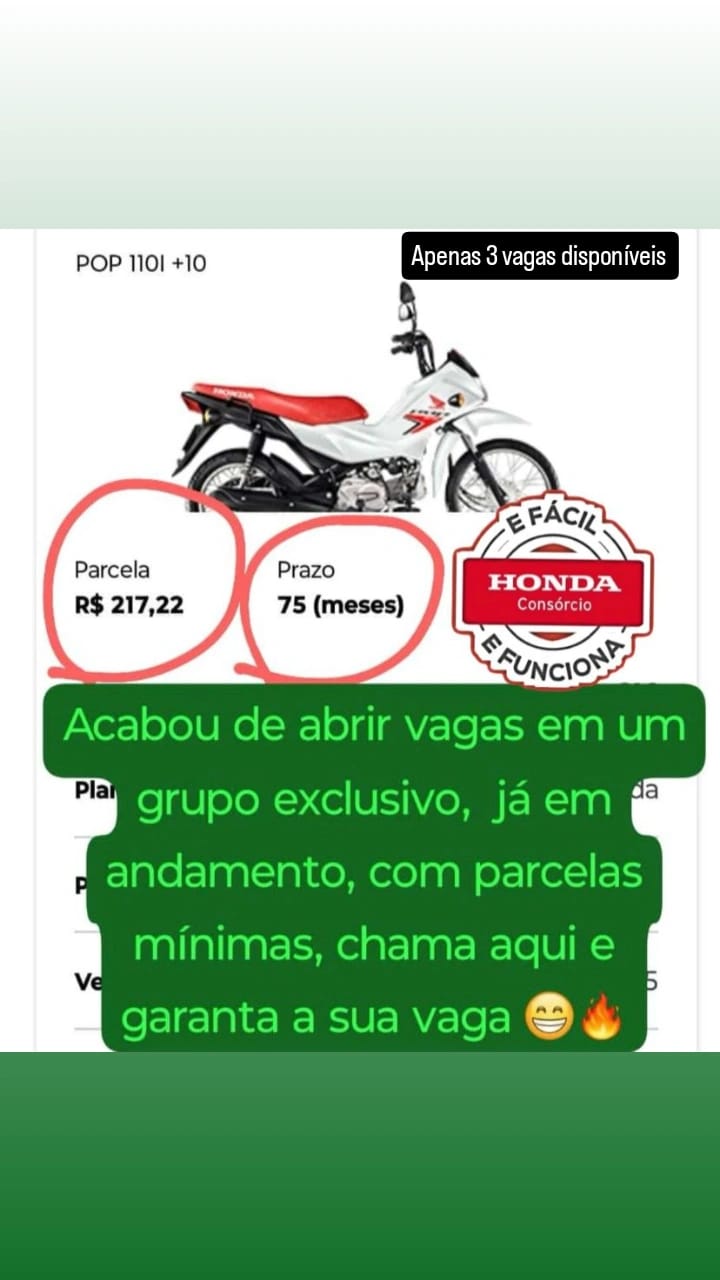 Apenas 3 vagas disponíveis
POP 110I +10
HONDA
Parcela
R$ 217,22
Prazo
75 (meses)
E FÁCIL
HONDA
Consórcio
E FUNCIONA
Acabou de abrir vagas em um
grupo exclusivo,  já em
andamento, com parcelas
mínimas, chama aqui e
garanta a sua vaga 😁🔥